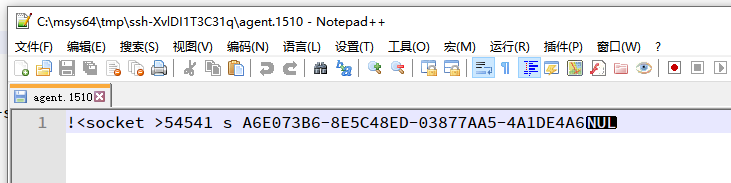 C:\msys64\tmp\ssh-XvlDI1T3C31q\agent.1510 - Notepad++
文件(F) 编辑(E) 搜索(S) 视图(V) 编码(N) 语言(L) 设置(T) 工具(O) 宏(M) 运行(R) 插件(P) 窗口(W) ?
agent.1510
1 !<socket >54541 s A6E073B6-8E5C48ED-03877AA5-4A1DE4A6NUL